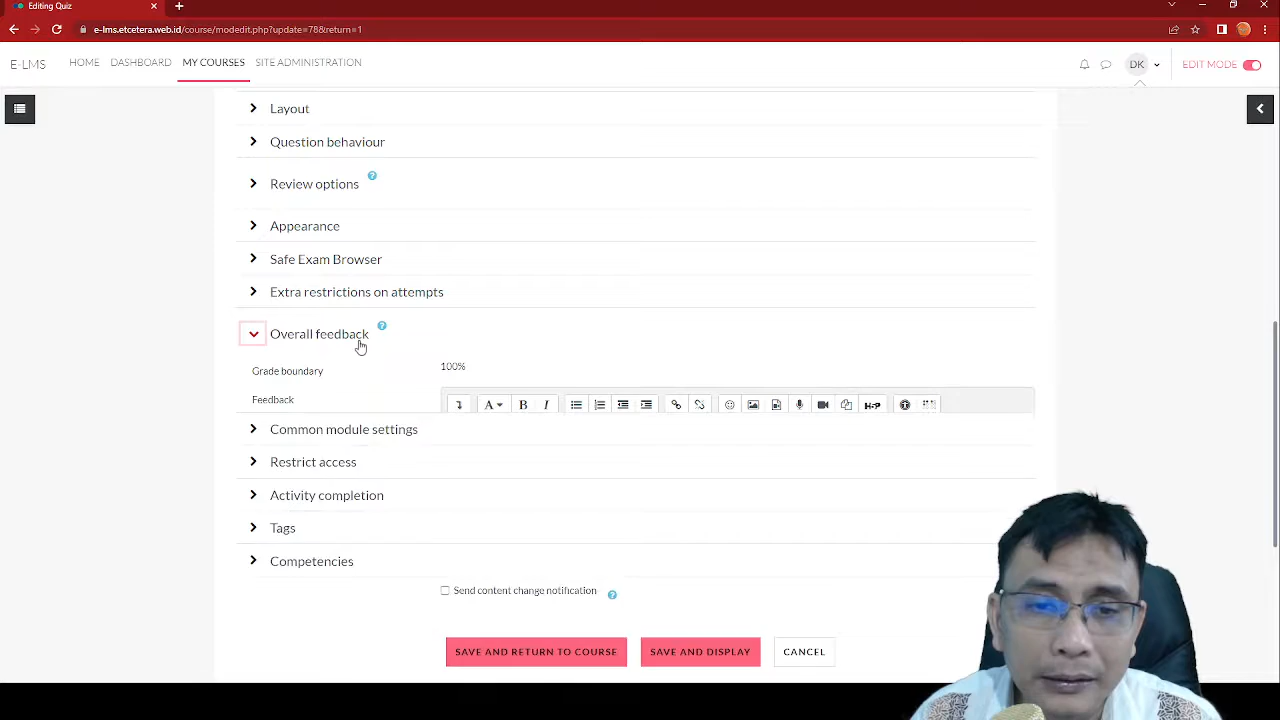 Editing Quiz
e-lms.etcetera.web.id/course/modedit.php?update=788&return=1
E-LMS HOME DASHBOARD MY COURSES SITE ADMINISTRATION DK EDIT MODE
Layout
Question behaviour
Review options
Appearance
Safe Exam Browser
Extra restrictions on attempts
Overall feedback
Grade boundary 100%
Feedback
Common module settings
Restrict access
Activity completion
Tags
Competencies
Send content change notification
SAVE AND RETURN TO COURSE SAVE AND DISPLAY CANCEL